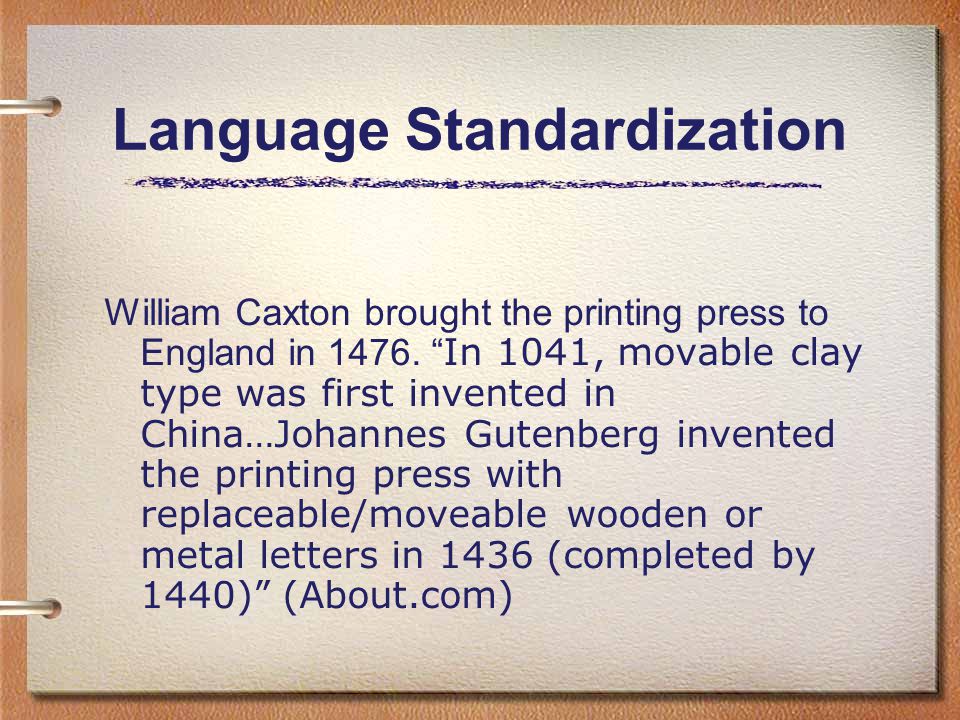 Language Standardization
William Caxton brought the printing press to
England in 1476. “In 1041, movable clay
type was first invented in
China…Johannes Gutenberg invented
the printing press with
replaceable/moveable wooden or
metal letters in 1436 (completed by
1440)” (About.com)